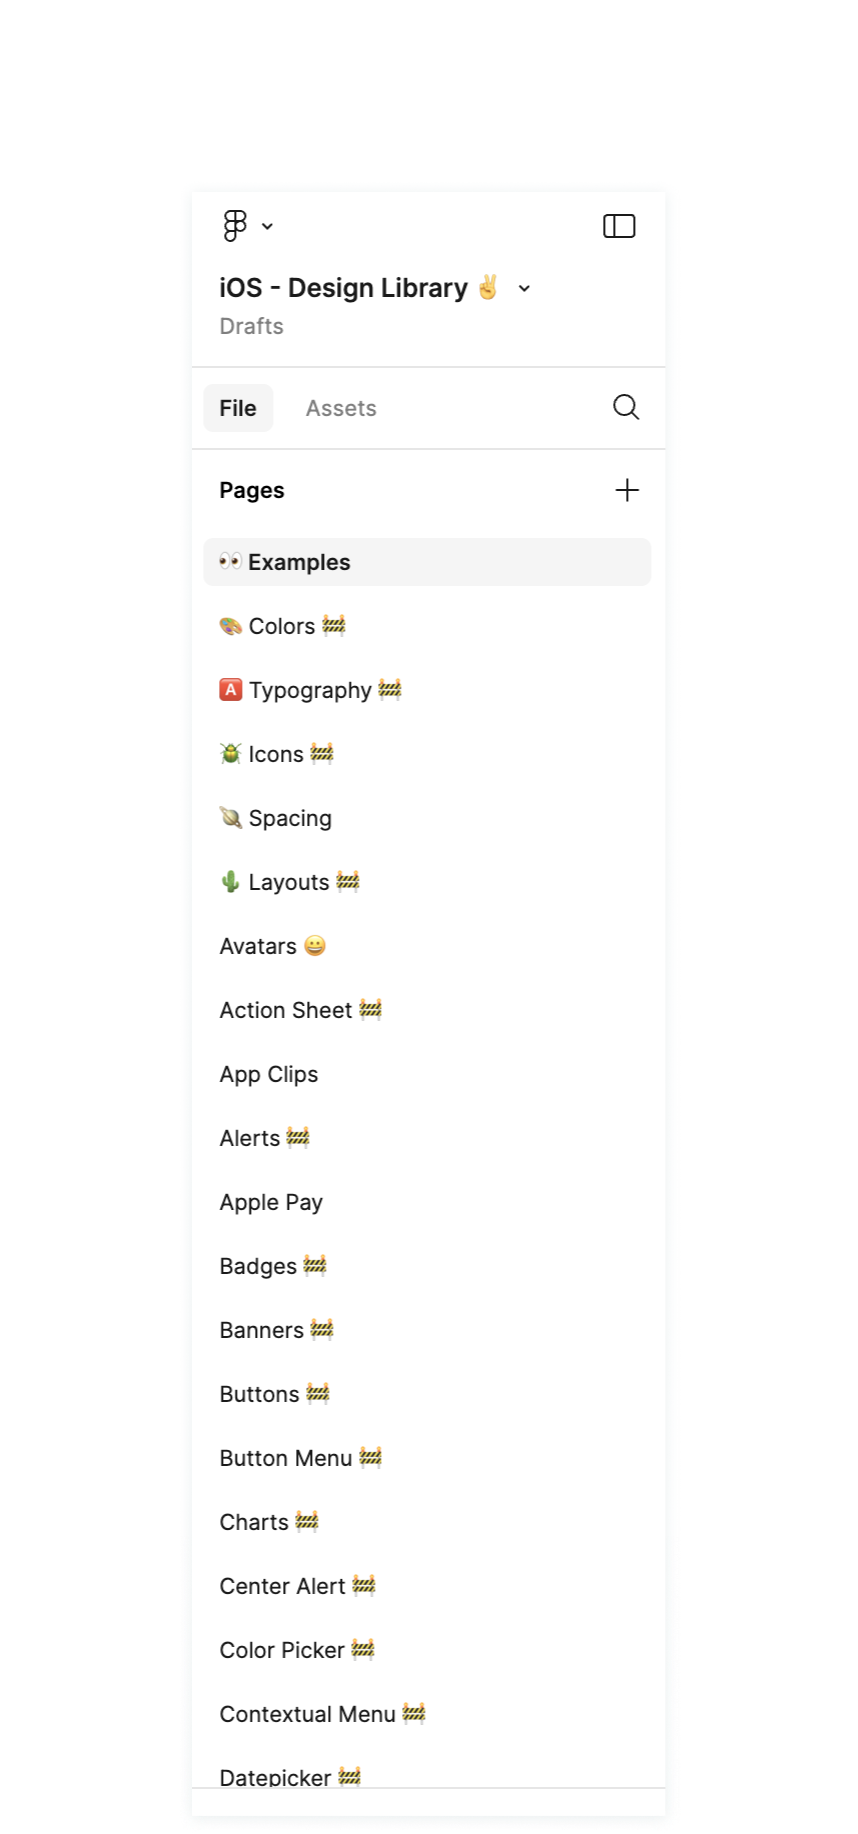 iOS - Design Library ✌️
Drafts
File
Assets
Pages
👀 Examples
🎨 Colors 🚧
🅰️ Typography 🚧
🪲 Icons 🚧
🪐 Spacing
🌵 Layouts 🚧
Avatars 😀
Action Sheet 🚧
App Clips
Alerts 🚧
Apple Pay
Badges 🚧
Banners 🚧
Buttons 🚧
Button Menu 🚧
Charts 🚧
Center Alert 🚧
Color Picker 🚧
Contextual Menu 🚧
Datepicker 🚧